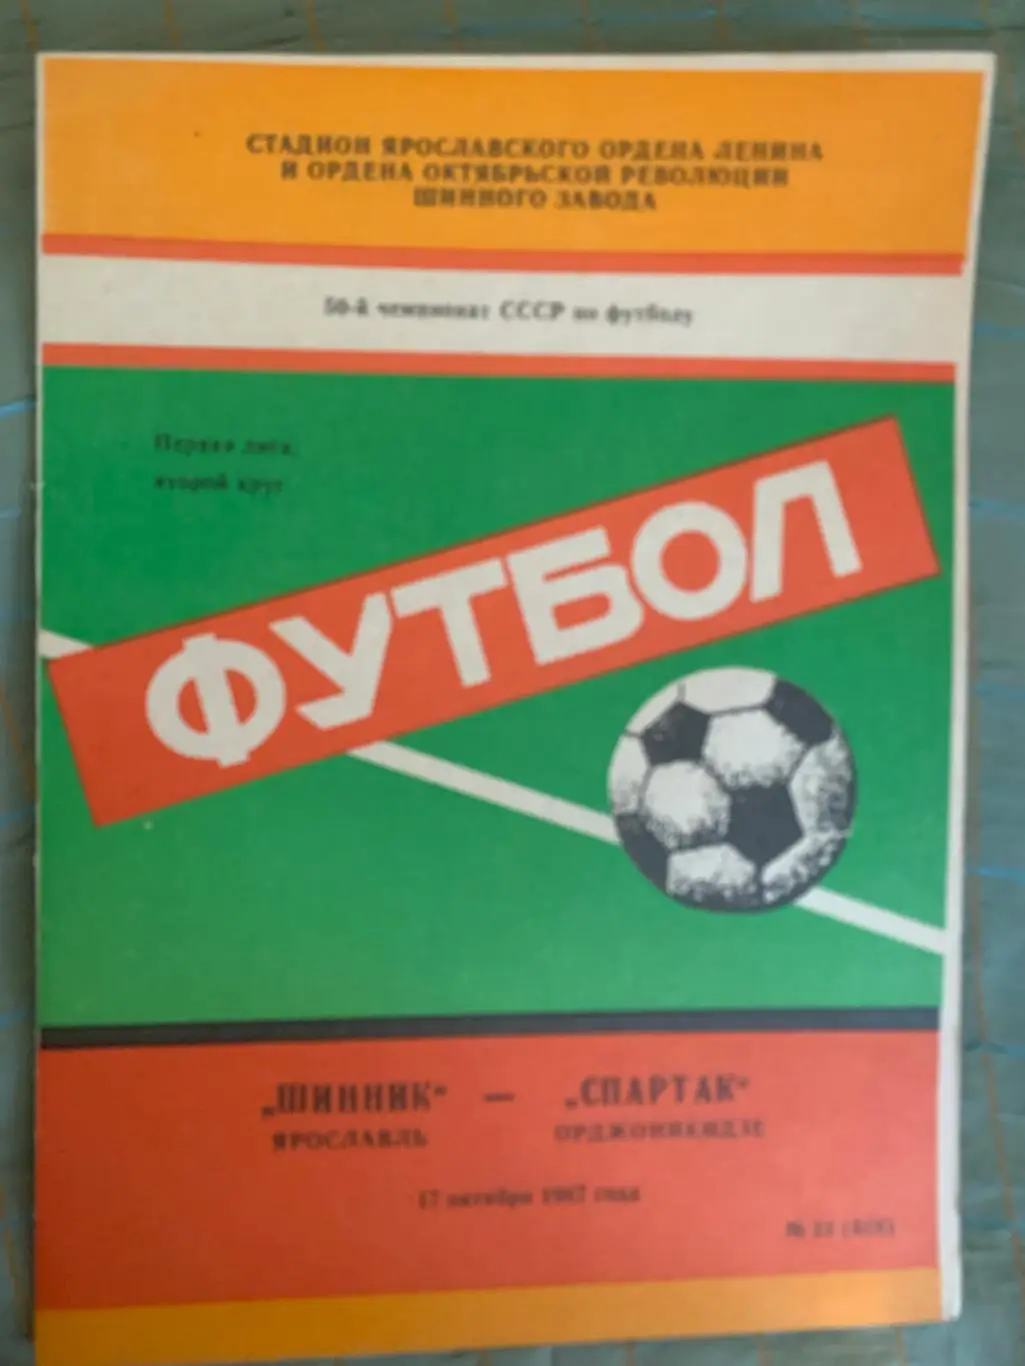 СТАДИОН ЯРОСЛАВСКОГО ОРДЕНА ЛЕНИНА
И ОРДЕНА ОКТЯБРЬСКОЙ РЕВОЛЮЦИИ
ШИННОГО ЗАВОДА
50-й чемпионат СССР по футболу
Первая лига,
второй круг
ФУТБОЛ
„ШИННИК“ — „СПАРТАК“
ЯРОСЛАВЛЬ ОРДЖОНИКИДЗЕ
17 октября 1987 года
№